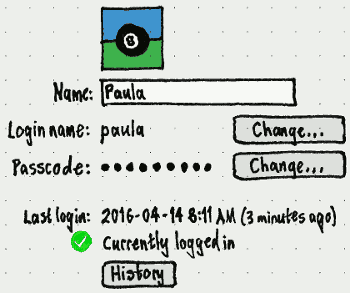 8
Name: Paula
Login name: paula Change...
Passcode: ••••••••• Change...
Last login: 2016-04-14 8:11 AM (3 minutes ago)
Currently logged in
History